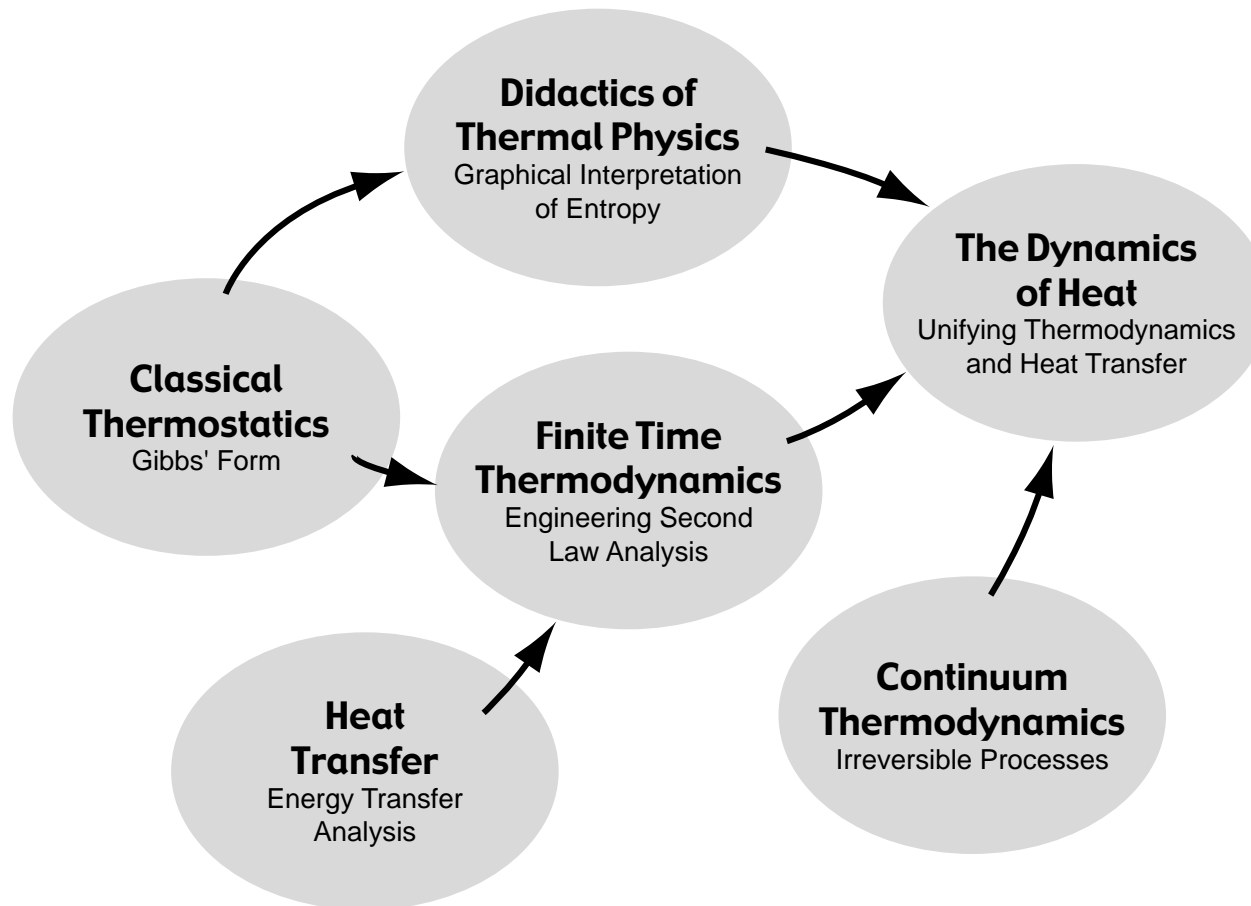 Didactics of
Thermal Physics
Graphical Interpretation
of Entropy
The Dynamics
of Heat
Unifying Thermodynamics
and Heat Transfer
Classical
Thermostatics
Gibbs' Form
Finite Time
Thermodynamics
Engineering Second
Law Analysis
Continuum
Thermodynamics
Irreversible Processes
Heat
Transfer
Energy Transfer
Analysis